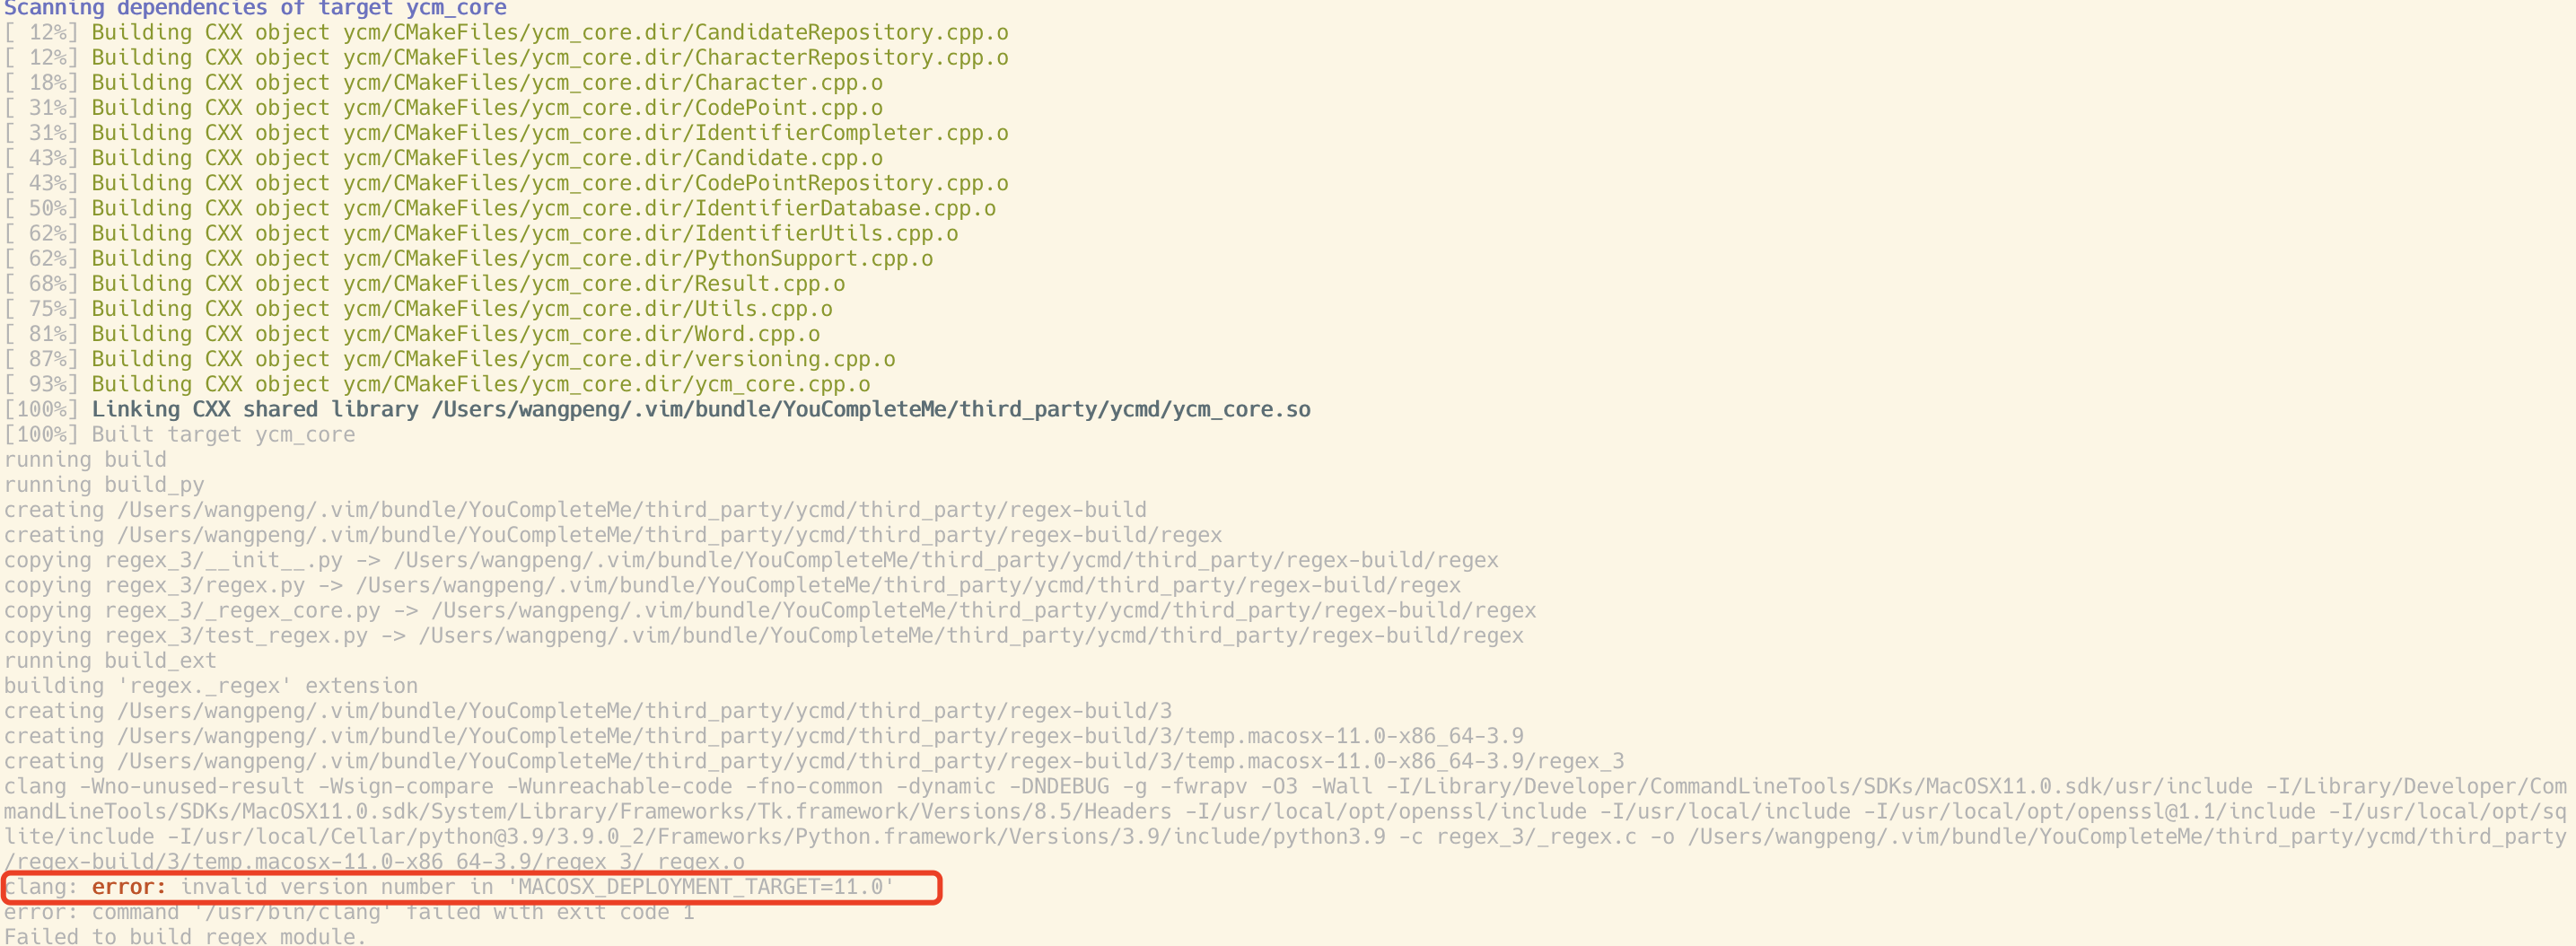 Scanning dependencies of target ycm_core
[ 12%] Building CXX object ycm/CMakeFiles/ycm_core.dir/CandidateRepository.cpp.o
[ 12%] Building CXX object ycm/CMakeFiles/ycm_core.dir/CharacterRepository.cpp.o
[ 18%] Building CXX object ycm/CMakeFiles/ycm_core.dir/Character.cpp.o
[ 31%] Building CXX object ycm/CMakeFiles/ycm_core.dir/CodePoint.cpp.o
[ 31%] Building CXX object ycm/CMakeFiles/ycm_core.dir/IdentifierCompleter.cpp.o
[ 43%] Building CXX object ycm/CMakeFiles/ycm_core.dir/Candidate.cpp.o
[ 43%] Building CXX object ycm/CMakeFiles/ycm_core.dir/CodePointRepository.cpp.o
[ 50%] Building CXX object ycm/CMakeFiles/ycm_core.dir/IdentifierDatabase.cpp.o
[ 62%] Building CXX object ycm/CMakeFiles/ycm_core.dir/IdentifierUtils.cpp.o
[ 62%] Building CXX object ycm/CMakeFiles/ycm_core.dir/PythonSupport.cpp.o
[ 68%] Building CXX object ycm/CMakeFiles/ycm_core.dir/Result.cpp.o
[ 75%] Building CXX object ycm/CMakeFiles/ycm_core.dir/Utils.cpp.o
[ 81%] Building CXX object ycm/CMakeFiles/ycm_core.dir/Word.cpp.o
[ 87%] Building CXX object ycm/CMakeFiles/ycm_core.dir/versioning.cpp.o
[ 93%] Building CXX object ycm/CMakeFiles/ycm_core.dir/ycm_core.cpp.o
[100%] Linking CXX shared library /Users/wangpeng/.vim/bundle/YouCompleteMe/third_party/ycmd/ycm_core.so
[100%] Built target ycm_core
running build
running build_py
creating /Users/wangpeng/.vim/bundle/YouCompleteMe/third_party/ycmd/third_party/regex-build
creating /Users/wangpeng/.vim/bundle/YouCompleteMe/third_party/ycmd/third_party/regex-build/regex
copying regex_3/__init__.py -> /Users/wangpeng/.vim/bundle/YouCompleteMe/third_party/ycmd/third_party/regex-build/regex
copying regex_3/regex.py -> /Users/wangpeng/.vim/bundle/YouCompleteMe/third_party/ycmd/third_party/regex-build/regex
copying regex_3/_regex_core.py -> /Users/wangpeng/.vim/bundle/YouCompleteMe/third_party/ycmd/third_party/regex-build/regex
copying regex_3/test_regex.py -> /Users/wangpeng/.vim/bundle/YouCompleteMe/third_party/ycmd/third_party/regex-build/regex
running build_ext
building 'regex._regex' extension
creating /Users/wangpeng/.vim/bundle/YouCompleteMe/third_party/ycmd/third_party/regex-build/3
creating /Users/wangpeng/.vim/bundle/YouCompleteMe/third_party/ycmd/third_party/regex-build/3/temp.macosx-11.0-x86_64-3.9
creating /Users/wangpeng/.vim/bundle/YouCompleteMe/third_party/ycmd/third_party/regex-build/3/temp.macosx-11.0-x86_64-3.9/regex_3
clang -Wno-unused-result -Wsign-compare -Wunreachable-code -fno-common -dynamic -DNDEBUG -g -fwrapv -O3 -Wall -I/Library/Developer/CommandLineTools/SDKs/MacOSX11.0.sdk/usr/include -I/Library/Developer/Com
mandLineTools/SDKs/MacOSX11.0.sdk/System/Library/Frameworks/Tk.framework/Versions/8.5/Headers -I/usr/local/opt/openssl/include -I/usr/local/include -I/usr/local/opt/openssl@1.1/include -I/usr/local/opt/sq
lite/include -I/usr/local/Cellar/python@3.9/3.9.0_2/Frameworks/Python.framework/Versions/3.9/include/python3.9 -c regex_3/_regex.c -o /Users/wangpeng/.vim/bundle/YouCompleteMe/third_party/ycmd/third_party
/regex-build/3/temp.macosx-11.0-x86_64-3.9/regex_3/_regex.o
clang: error: invalid version number in 'MACOSX_DEPLOYMENT_TARGET=11.0'
error: command '/usr/bin/clang' failed with exit code 1
Failed to build regex module.